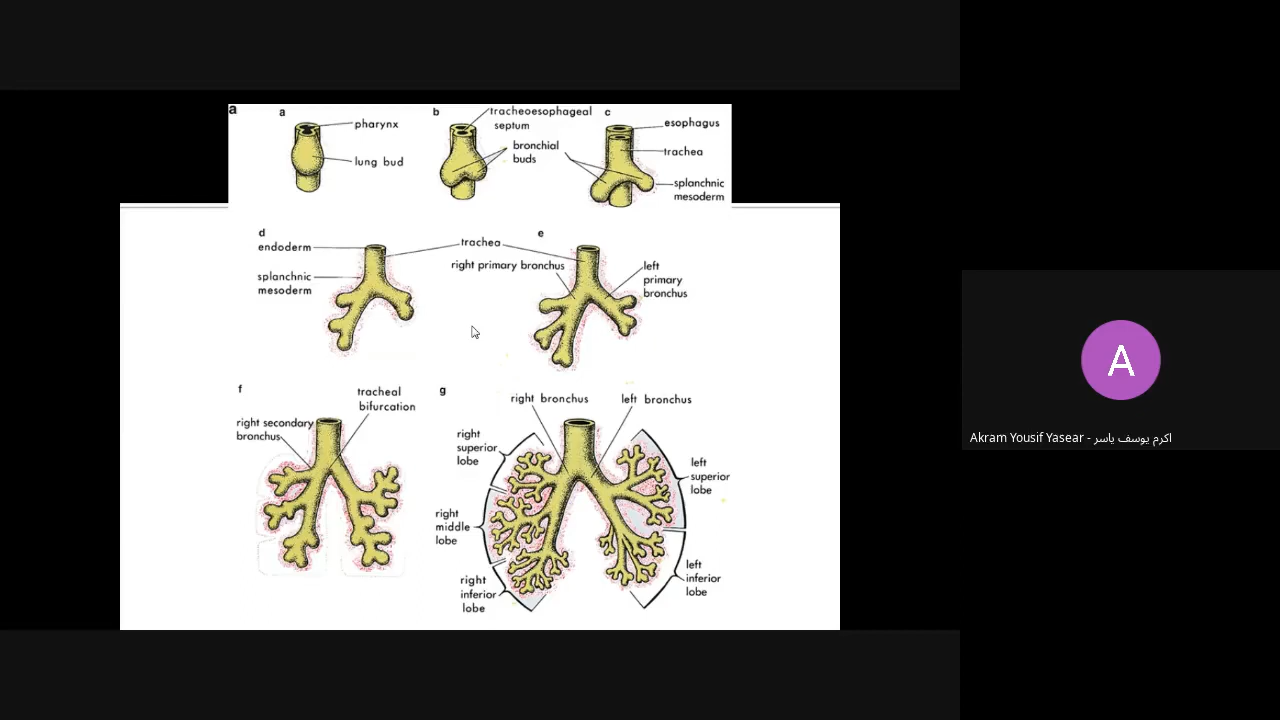 a
a
pharynx
lung bud
b
tracheoesophageal
septum
bronchial
buds
c
esophagus
trachea
splanchnic
mesoderm
d
endoderm
splanchnic
mesoderm
trachea
e
right primary bronchus
left
primary
bronchus
f
tracheal
bifurcation
right secondary
bronchus
g
right bronchus
left bronchus
right
superior
lobe
left
superior
lobe
right
middle
lobe
left
inferior
lobe
right
inferior
lobe
A
Akram Yousif Yasear - اكرم يوسف ياسر